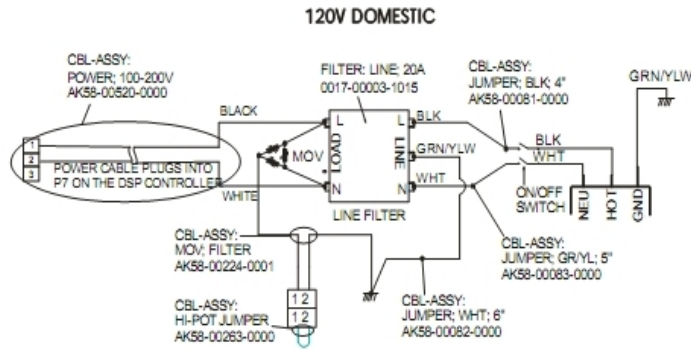 120V DOMESTIC
CBL-ASSY:
POWER; 100-200V
AK58-00520-0000
FILTER: LINE; 20A
0017-00003-1015
CBL-ASSY:
JUMPER; BLK; 4"
AK58-00081-0000
GRN/YLW
BLACK
L
L
BLK
1
2
3
MOV
LOAD
LINE
GRN/YLW
BLK
WHT
POWER CABLE PLUGS INTO
P7 ON THE DSP CONTROLLER
N
N
WHT
WHITE
LINE FILTER
ON/OFF
SWITCH
NEU
HOT
GND
CBL-ASSY:
MOV; FILTER
AK58-00224-0001
CBL-ASSY:
JUMPER; GR/YL; 5"
AK58-00083-0000
1 2
1 2
CBL-ASSY:
HI-POT JUMPER
AK58-00263-0000
CBL-ASSY:
JUMPER; WHT; 6"
AK58-00082-0000